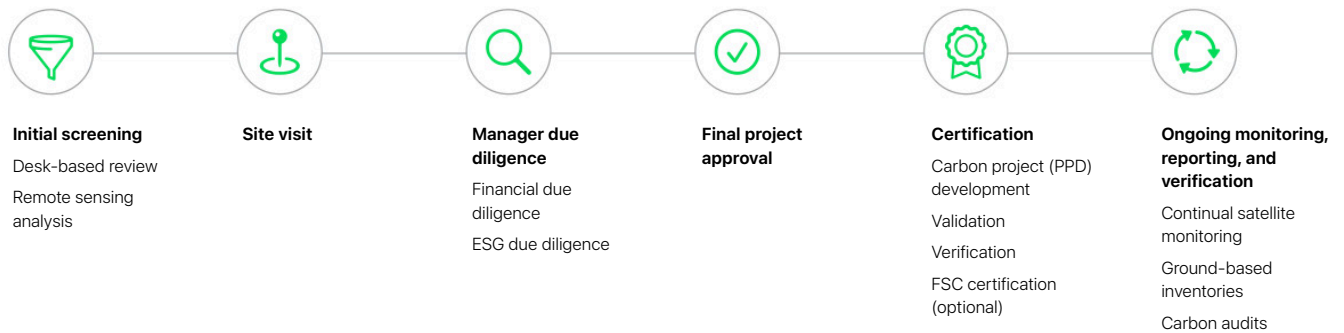 Initial screening
Desk-based review
Remote sensing
analysis
Site visit
Manager due
diligence
Financial due
diligence
ESG due diligence
Final project
approval
Certification
Carbon project (PPD)
development
Validation
Verification
FSC certification
(optional)
Ongoing monitoring,
reporting, and
verification
Continual satellite
monitoring
Ground-based
inventories
Carbon audits